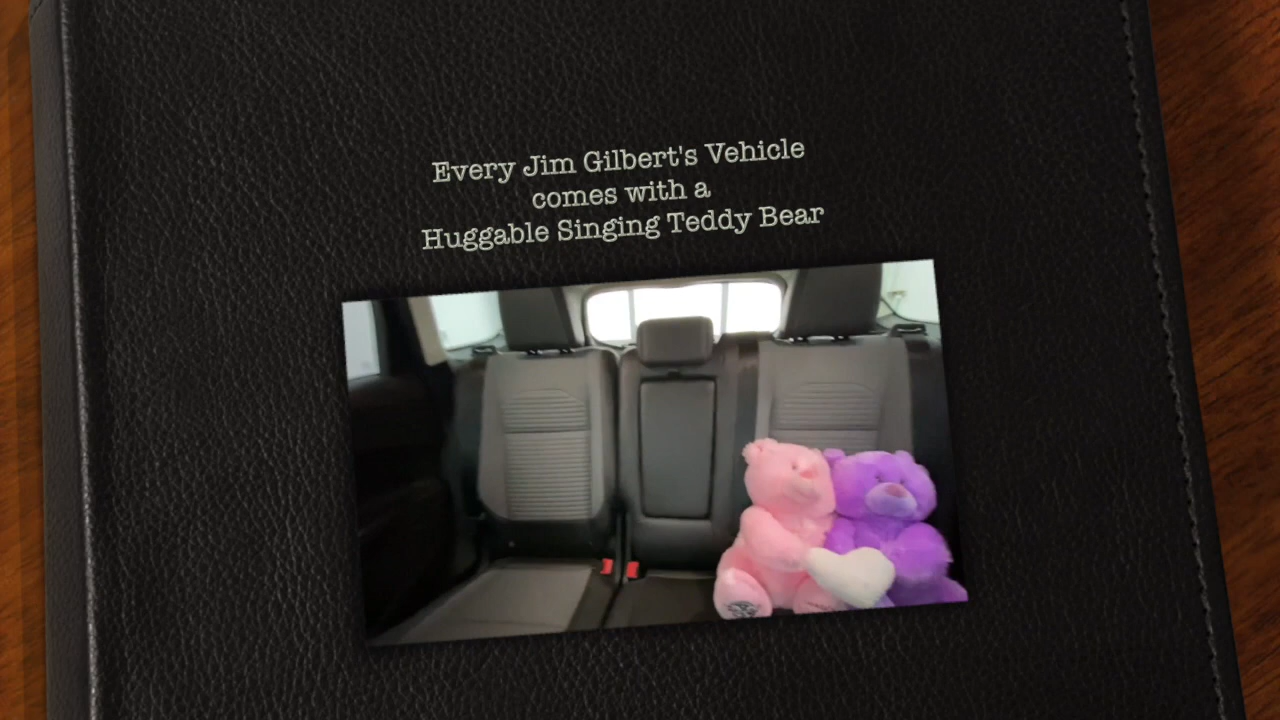 Every Jim Gilbert's Vehicle
comes with a
Huggable Singing Teddy Bear